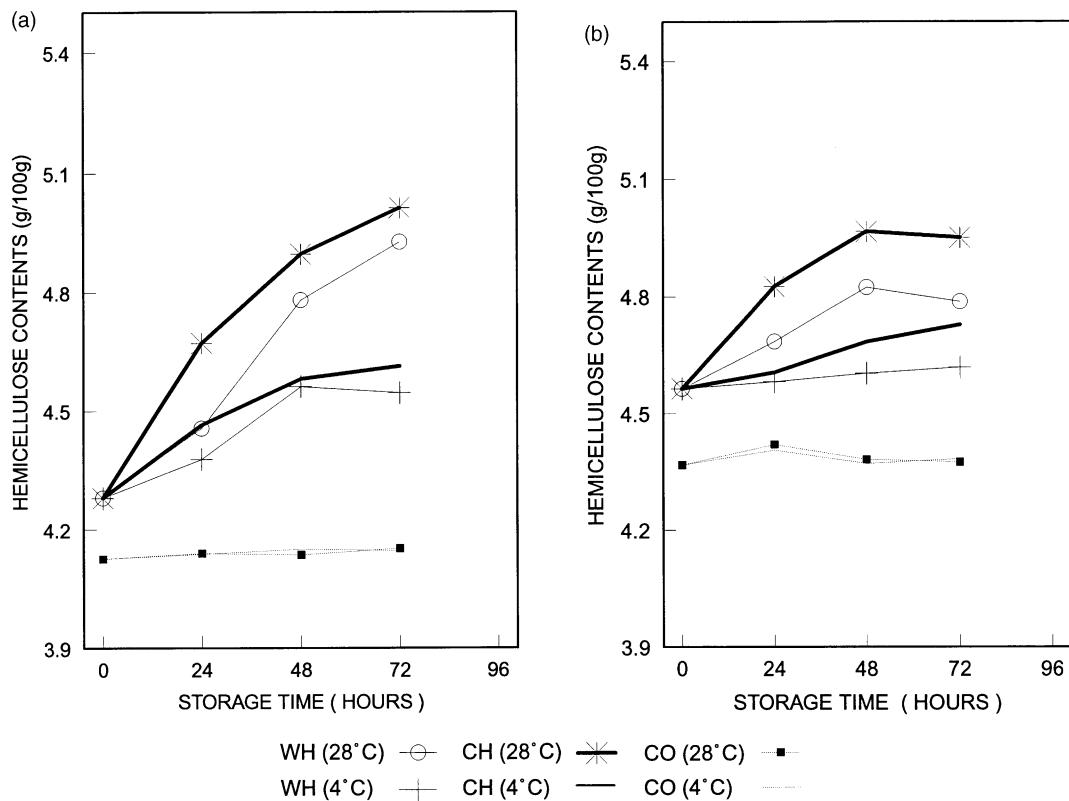 (a)
HEMICELLULOSE CONTENTS (g/100g)
5.4
5.1
4.8
4.5
4.2
3.9
0 24 48 72 96
STORAGE TIME ( HOURS )
(b)
HEMICELLULOSE CONTENTS (g/100g)
5.4
5.1
4.8
4.5
4.2
3.9
0 24 48 72 96
STORAGE TIME ( HOURS )
WH (28°C) CH (28°C) CO (28°C)
WH (4°C) CH (4°C) CO (4°C)